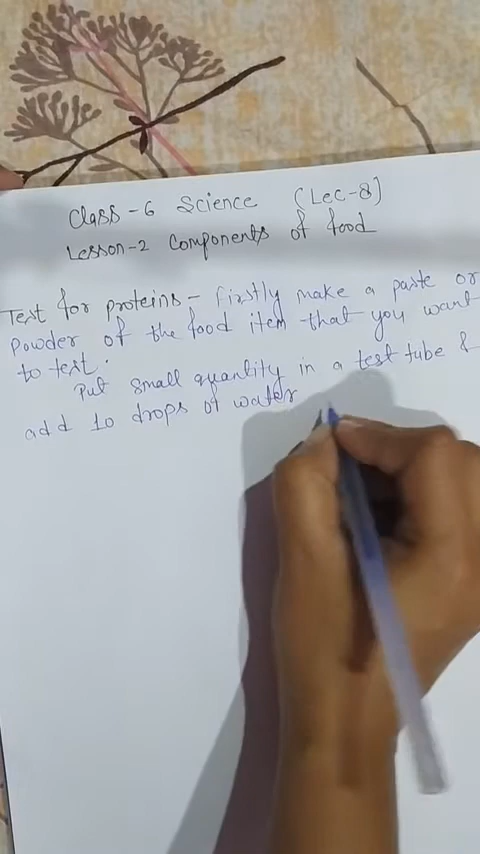 Class-6 Science (Lec-8)
Lesson-2 Components of food
Test for proteins- Firstly make a paste or
powder of the food item that you want
to test.
Put small quantity in a test tube &
add 10 drops of water